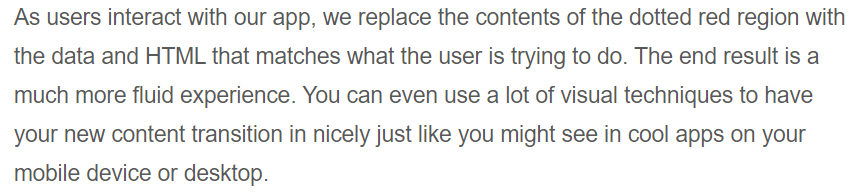 As users interact with our app, we replace the contents of the dotted red region with
the data and HTML that matches what the user is trying to do. The end result is a
much more fluid experience. You can even use a lot of visual techniques to have
your new content transition in nicely just like you might see in cool apps on your
mobile device or desktop.